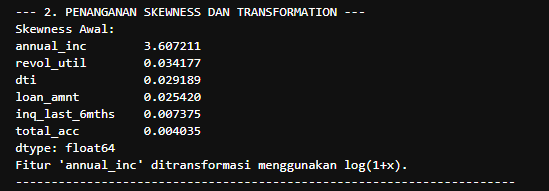 --- 2. PENANGANAN SKEWNESS DAN TRANSFORMATION ---
Skewness Awal:
annual_inc        3.607211
revol_util        0.034177
dti               0.029189
loan_amnt         0.025420
inq_last_6mths    0.007375
total_acc         0.004035
dtype: float64
Fitur 'annual_inc' ditransformasi menggunakan log(1+x).
--------------------------------------------------------------------------